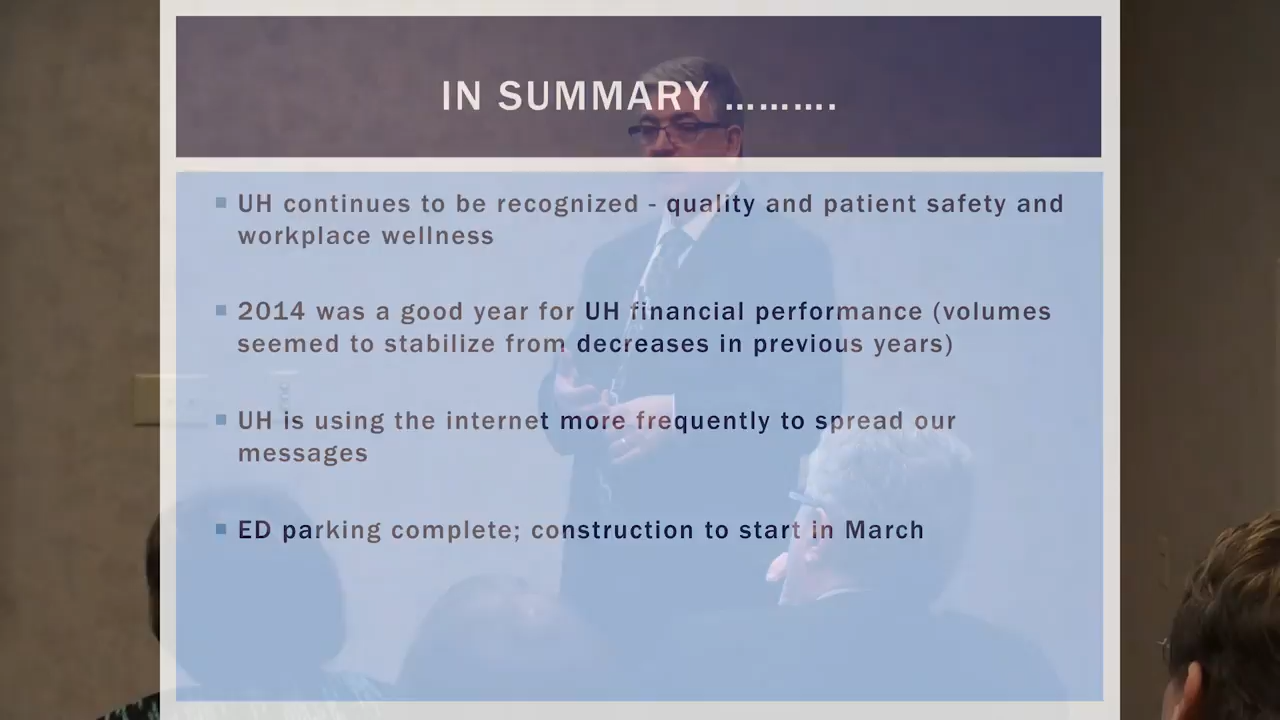 IN SUMMARY ..........
UH continues to be recognized - quality and patient safety and
workplace wellness
2014 was a good year for UH financial performance (volumes
seemed to stabilize from decreases in previous years)
UH is using the internet more frequently to spread our
messages
ED parking complete; construction to start in March